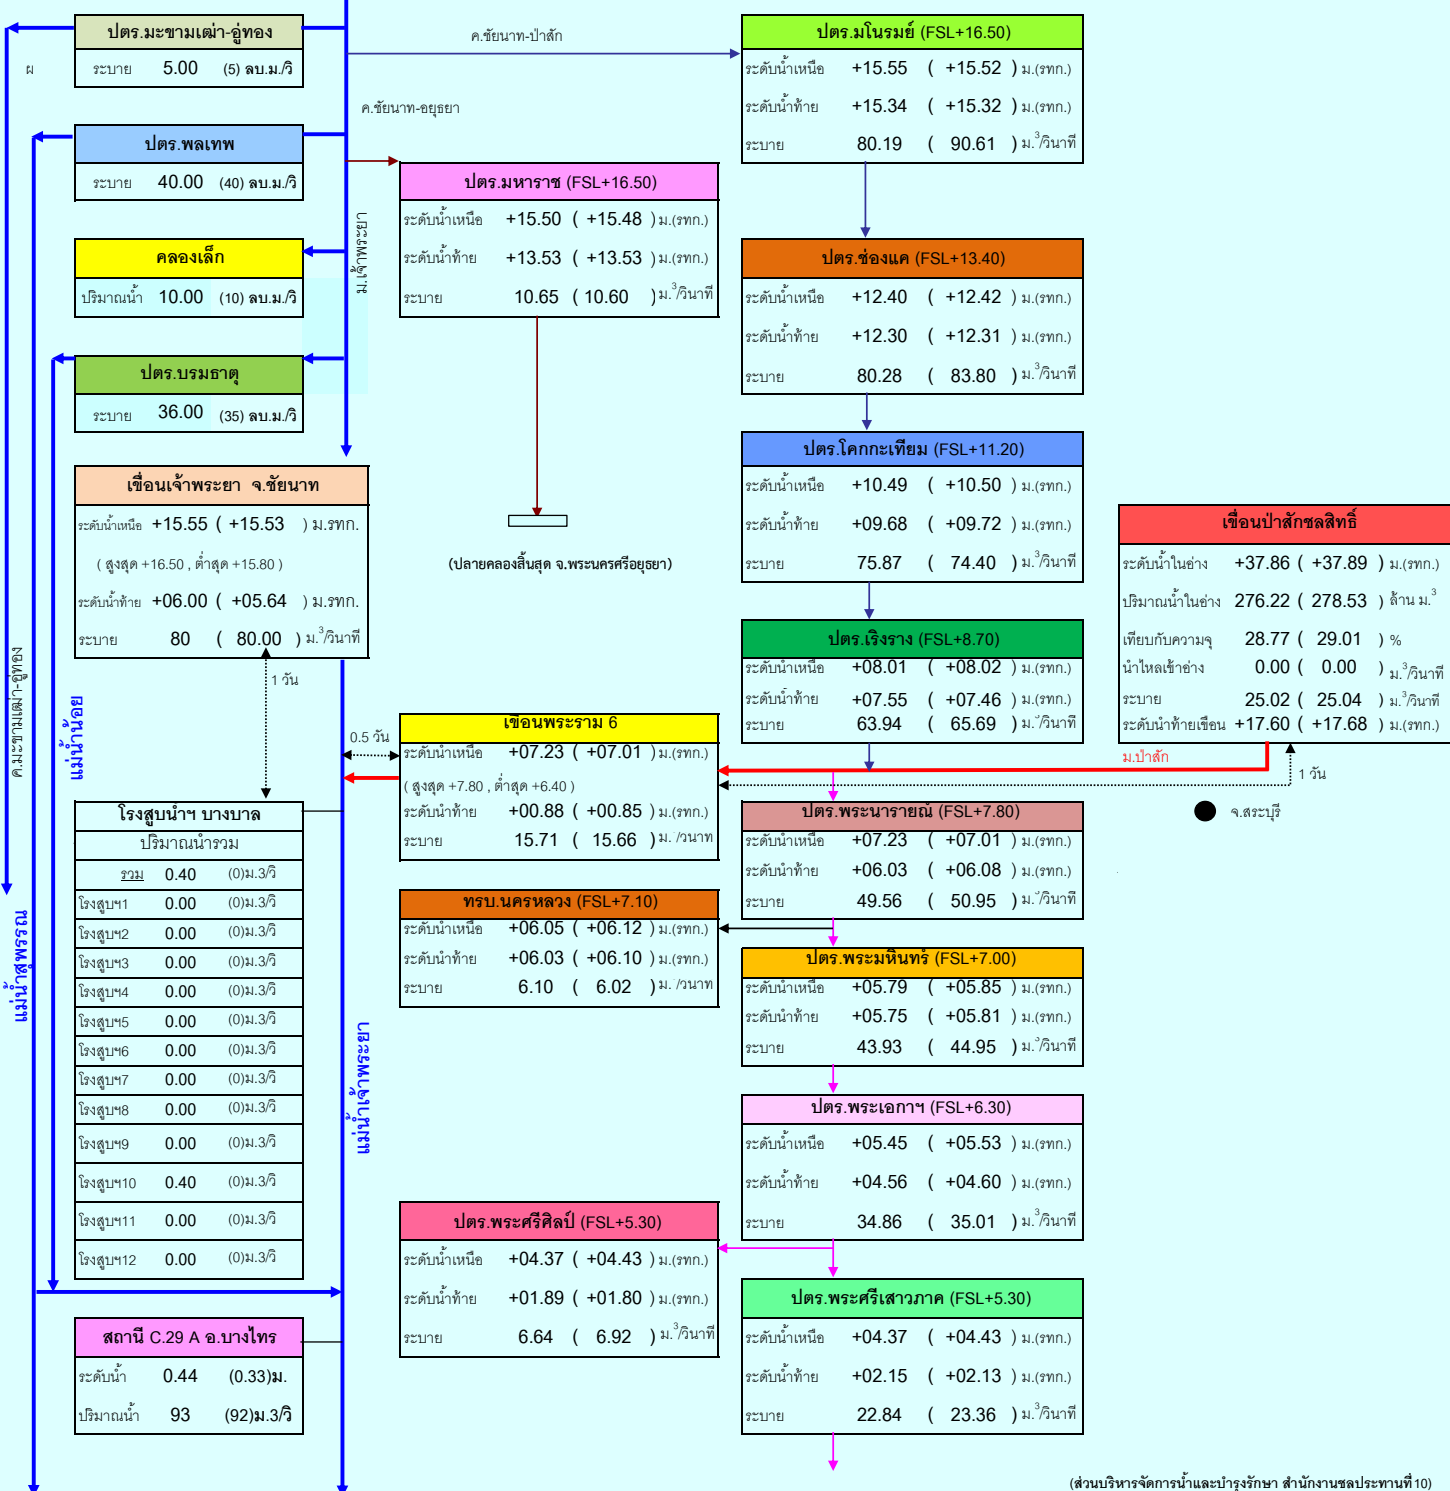 ปตร.มะขามเฒ่า-อู่ทอง
ระบาย 5.00 (5) ลบ.ม./วิ
ผ
ค.ชัยนาท-ป่าสัก
ปตร.มโนรมย์ (FSL+16.50)
ระดับน้ำเหนือ +15.55 ( +15.52 ) ม.(รทก.)
ระดับน้ำท้าย +15.34 ( +15.32 ) ม.(รทก.)
ระบาย 80.19 ( 90.61 ) ม.³/วินาที
ค.ชัยนาท-อยุธยา
ปตร.พลเทพ
ระบาย 40.00 (40) ลบ.ม./วิ
ปตร.มหาราช (FSL+16.50)
ระดับน้ำเหนือ +15.50 ( +15.48 ) ม.(รทก.)
ระดับน้ำท้าย +13.53 ( +13.53 ) ม.(รทก.)
ระบาย 10.65 ( 10.60 ) ม.³/วินาที
ม.เจ้าพระยา
คลองเล็ก
ปริมาณน้ำ 10.00 (10) ลบ.ม./วิ
ปตร.ช่องแค (FSL+13.40)
ระดับน้ำเหนือ +12.40 ( +12.42 ) ม.(รทก.)
ระดับน้ำท้าย +12.30 ( +12.31 ) ม.(รทก.)
ระบาย 80.28 ( 83.80 ) ม.³/วินาที
ปตร.บรมธาตุ
ระบาย 36.00 (35) ลบ.ม./วิ
เขื่อนเจ้าพระยา จ.ชัยนาท
ระดับน้ำเหนือ +15.55 ( +15.53 ) ม.รทก.
( สูงสุด +16.50 , ต่ำสุด +15.80 )
ระดับน้ำท้าย +06.00 ( +05.64 ) ม.รทก.
ระบาย 80 ( 80.00 ) ม.³/วินาที
1 วัน
(ปลายคลองสิ้นสุด จ.พระนครศรีอยุธยา)
ปตร.โคกกะเทียม (FSL+11.20)
ระดับน้ำเหนือ +10.49 ( +10.50 ) ม.(รทก.)
ระดับน้ำท้าย +09.68 ( +09.72 ) ม.(รทก.)
ระบาย 75.87 ( 74.40 ) ม.³/วินาที
เขื่อนป่าสักชลสิทธิ์
ระดับน้ำในอ่าง +37.86 ( +37.89 ) ม.(รทก.)
ปริมาณน้ำในอ่าง 276.22 ( 278.53 ) ล้าน ม.³
เทียบกับความจุ 28.77 ( 29.01 ) %
น้ำไหลเข้าอ่าง 0.00 ( 0.00 ) ม.³/วินาที
ระบาย 25.02 ( 25.04 ) ม.³/วินาที
ระดับน้ำท้ายเขื่อน +17.60 ( +17.68 ) ม.(รทก.)
ม.ป่าสัก
1 วัน
จ.สระบุรี
ปตร.เริงราง (FSL+8.70)
ระดับน้ำเหนือ +08.01 ( +08.02 ) ม.(รทก.)
ระดับน้ำท้าย +07.55 ( +07.46 ) ม.(รทก.)
ระบาย 63.94 ( 65.69 ) ม.³/วินาที
ค.มะขามเฒ่า-อู่ทอง
แม่น้ำน้อย
0.5 วัน
เขื่อนพระราม 6
ระดับน้ำเหนือ +07.23 ( +07.01 ) ม.(รทก.)
( สูงสุด +7.80 , ต่ำสุด +6.40 )
ระดับน้ำท้าย +00.88 ( +00.85 ) ม.(รทก.)
ระบาย 15.71 ( 15.66 ) ม.³/วินาที
ปตร.พระนารายณ์ (FSL+7.80)
ระดับน้ำเหนือ +07.23 ( +07.01 ) ม.(รทก.)
ระดับน้ำท้าย +06.03 ( +06.08 ) ม.(รทก.)
ระบาย 49.56 ( 50.95 ) ม.³/วินาที
โรงสูบน้ำฯ บางบาล
ปริมาณน้ำรวม
รวม 0.40 (0)ม.3/วิ
โรงสูบฯ1 0.00 (0)ม.3/วิ
โรงสูบฯ2 0.00 (0)ม.3/วิ
โรงสูบฯ3 0.00 (0)ม.3/วิ
โรงสูบฯ4 0.00 (0)ม.3/วิ
โรงสูบฯ5 0.00 (0)ม.3/วิ
โรงสูบฯ6 0.00 (0)ม.3/วิ
โรงสูบฯ7 0.00 (0)ม.3/วิ
โรงสูบฯ8 0.00 (0)ม.3/วิ
โรงสูบฯ9 0.00 (0)ม.3/วิ
โรงสูบฯ10 0.40 (0)ม.3/วิ
โรงสูบฯ11 0.00 (0)ม.3/วิ
โรงสูบฯ12 0.00 (0)ม.3/วิ
แม่น้ำสุพรรณ
แม่น้ำเจ้าพระยา
ทรบ.นครหลวง (FSL+7.10)
ระดับน้ำเหนือ +06.05 ( +06.12 ) ม.(รทก.)
ระดับน้ำท้าย +06.03 ( +06.10 ) ม.(รทก.)
ระบาย 6.10 ( 6.02 ) ม.³/วินาที
ปตร.พระมหินทร์ (FSL+7.00)
ระดับน้ำเหนือ +05.79 ( +05.85 ) ม.(รทก.)
ระดับน้ำท้าย +05.75 ( +05.81 ) ม.(รทก.)
ระบาย 43.93 ( 44.95 ) ม.³/วินาที
ปตร.พระเอกาฯ (FSL+6.30)
ระดับน้ำเหนือ +05.45 ( +05.53 ) ม.(รทก.)
ระดับน้ำท้าย +04.56 ( +04.60 ) ม.(รทก.)
ระบาย 34.86 ( 35.01 ) ม.³/วินาที
ปตร.พระศรีศิลป์ (FSL+5.30)
ระดับน้ำเหนือ +04.37 ( +04.43 ) ม.(รทก.)
ระดับน้ำท้าย +01.89 ( +01.80 ) ม.(รทก.)
ระบาย 6.64 ( 6.92 ) ม.³/วินาที
ปตร.พระศรีเสาวภาค (FSL+5.30)
ระดับน้ำเหนือ +04.37 ( +04.43 ) ม.(รทก.)
ระดับน้ำท้าย +02.15 ( +02.13 ) ม.(รทก.)
ระบาย 22.84 ( 23.36 ) ม.³/วินาที
สถานี C.29 A อ.บางไทร
ระดับน้ำ 0.44 (0.33)ม.
ปริมาณน้ำ 93 (92)ม.3/วิ
(ส่วนบริหารจัดการน้ำและบำรุงรักษา สำนักงานชลประทานที่10)